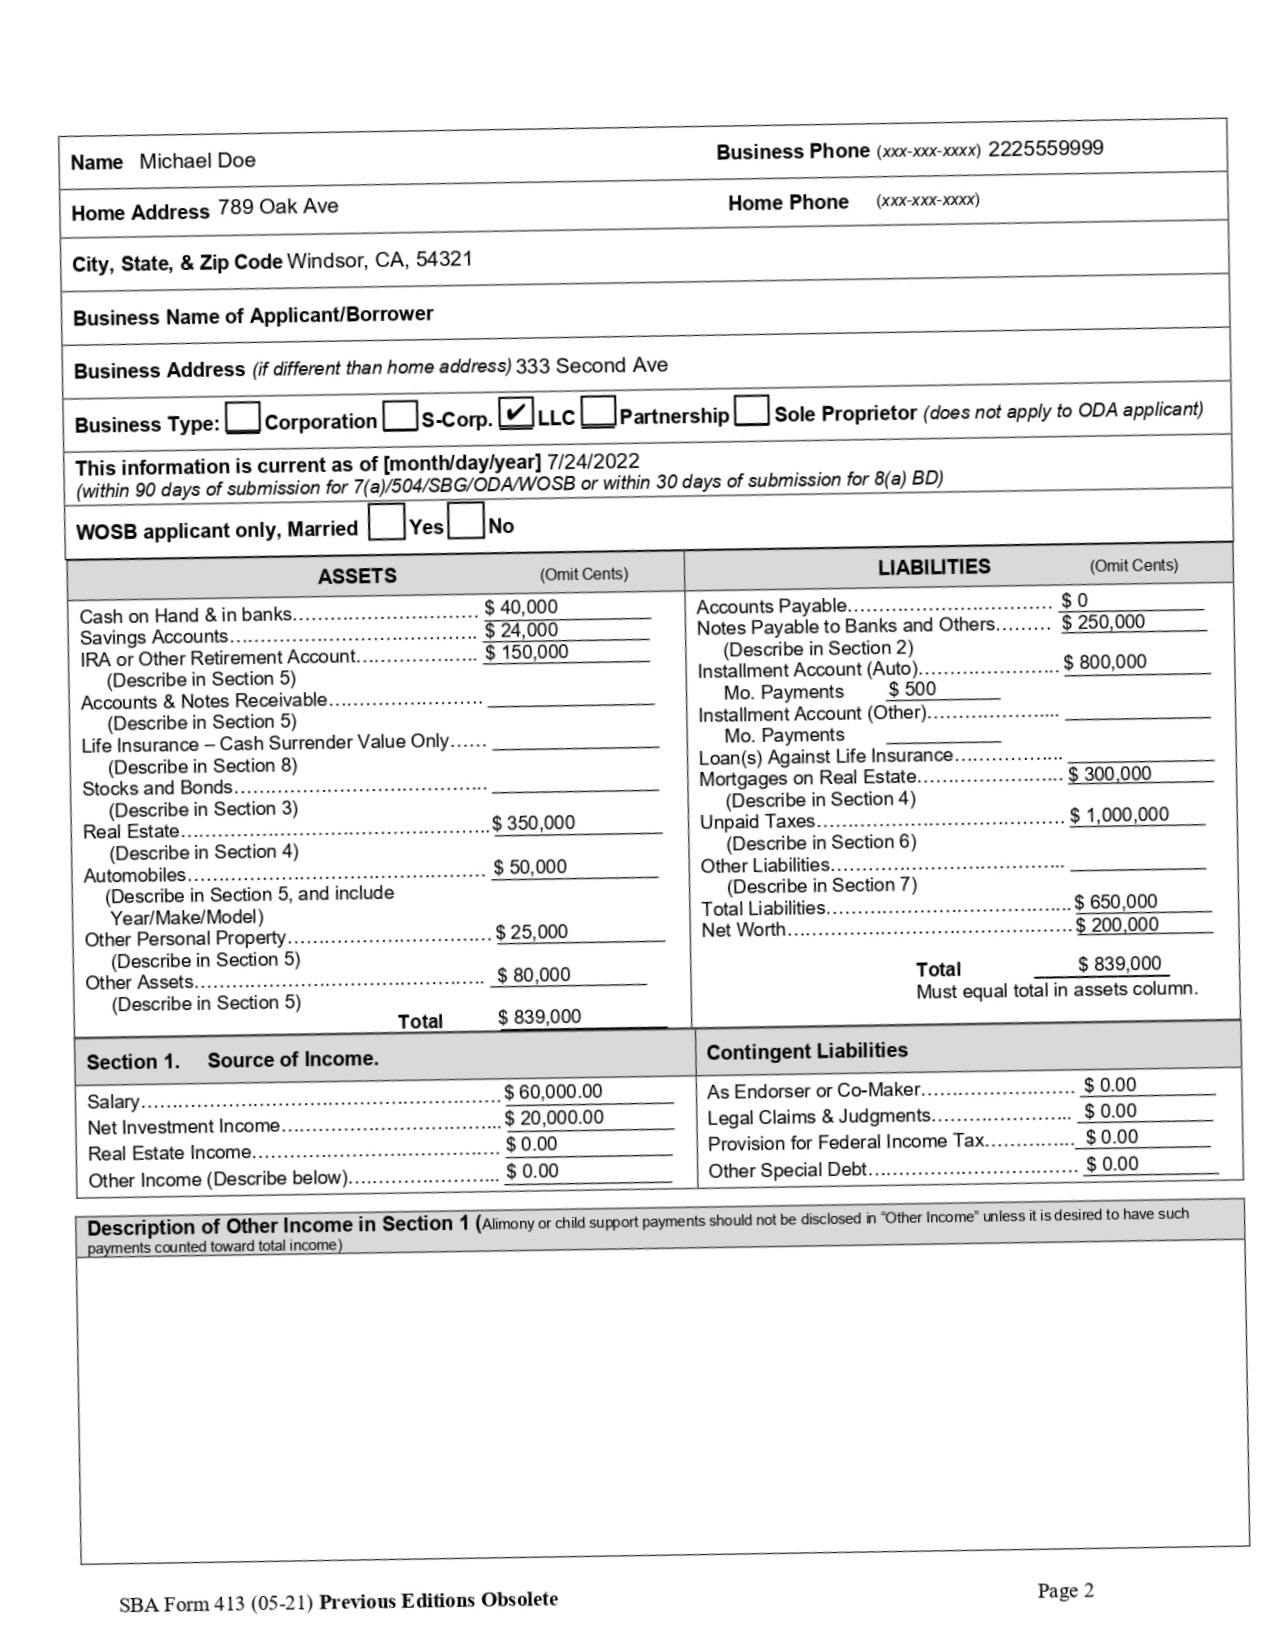 Name Michael Doe Business Phone (xxx-xxx-xxxx) 2225559999
Home Address 789 Oak Ave Home Phone (xxx-xxx-xxxx)
City, State, & Zip Code Windsor, CA, 54321
Business Name of Applicant/Borrower
Business Address (if different than home address) 333 Second Ave
Business Type: Corporation S-Corp. ✔ LLC Partnership Sole Proprietor (does not apply to ODA applicant)
This information is current as of [month/day/year] 7/24/2022
(within 90 days of submission for 7(a)/504/SBG/ODA/WOSB or within 30 days of submission for 8(a) BD)
WOSB applicant only, Married Yes No
ASSETS (Omit Cents)
Cash on Hand & in banks................................ $ 40,000
Savings Accounts........................................ $ 24,000
IRA or Other Retirement Account.................... $ 150,000
(Describe in Section 5)
Accounts & Notes Receivable.........................
(Describe in Section 5)
Life Insurance – Cash Surrender Value Only......
(Describe in Section 8)
Stocks and Bonds.........................................
(Describe in Section 3)
Real Estate.................................................. $ 350,000
(Describe in Section 4)
Automobiles................................................ $ 50,000
(Describe in Section 5, and include
Year/Make/Model)
Other Personal Property................................. $ 25,000
(Describe in Section 5)
Other Assets............................................... $ 80,000
(Describe in Section 5)
Total $ 839,000
LIABILITIES (Omit Cents)
Accounts Payable.................................. $ 0
Notes Payable to Banks and Others......... $ 250,000
(Describe in Section 2)
Installment Account (Auto)....................... $ 800,000
Mo. Payments $ 500
Installment Account (Other)......................
Mo. Payments
Loan(s) Against Life Insurance..................
Mortgages on Real Estate........................ $ 300,000
(Describe in Section 4)
Unpaid Taxes........................................ $ 1,000,000
(Describe in Section 6)
Other Liabilities......................................
(Describe in Section 7)
Total Liabilities....................................... $ 650,000
Net Worth.............................................. $ 200,000
Total $ 839,000
Must equal total in assets column.
Section 1. Source of Income.
Salary.......................................................... $ 60,000.00
Net Investment Income................................... $ 20,000.00
Real Estate Income........................................ $ 0.00
Other Income (Describe below)........................ $ 0.00
Contingent Liabilities
As Endorser or Co-Maker......................... $ 0.00
Legal Claims & Judgments....................... $ 0.00
Provision for Federal Income Tax............... $ 0.00
Other Special Debt.................................. $ 0.00
Description of Other Income in Section 1 (Alimony or child support payments should not be disclosed in “Other Income” unless it is desired to have such
payments counted toward total income)
SBA Form 413 (05-21) Previous Editions Obsolete Page 2